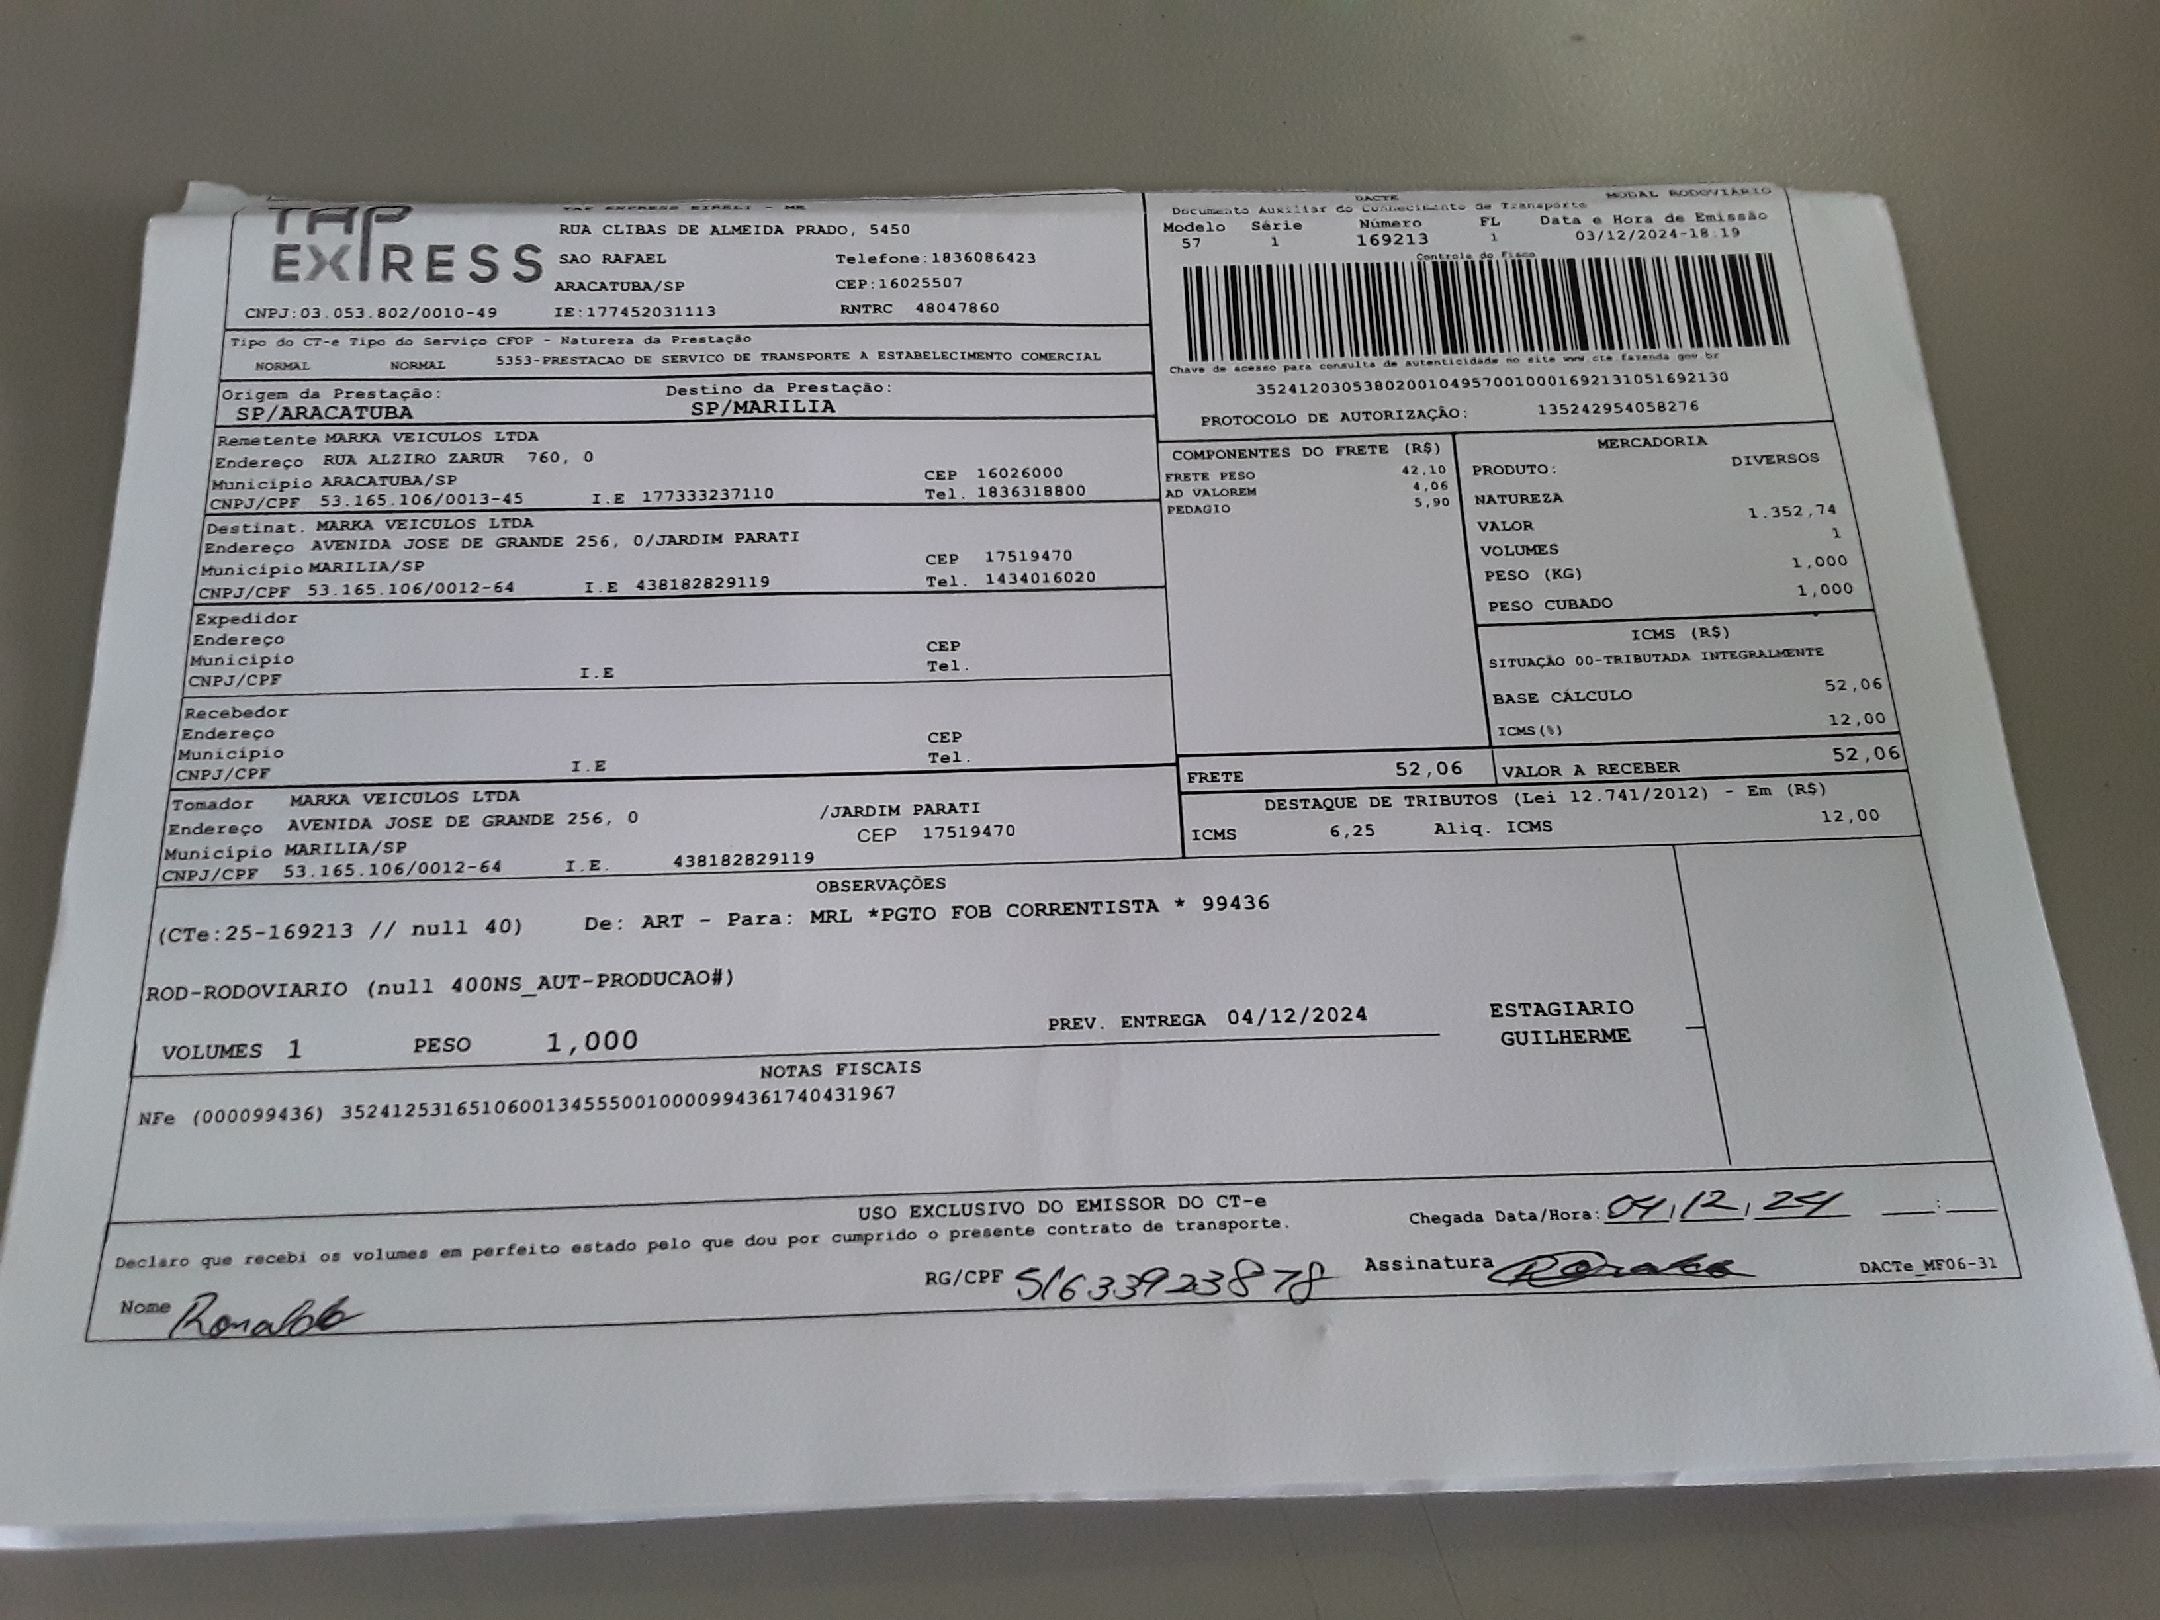 TAP
EXPRESS
TAP EXPRESS EIRELI - ME
RUA CLIBAS DE ALMEIDA PRADO, 5450
SAO RAFAEL Telefone:1836086423
ARACATUBA/SP CEP:16025507
CNPJ:03.053.802/0010-49 IE:177452031113 RNTRC 48047860
DACTE MODAL RODOVIÁRIO
Documento Auxiliar do Conhecimento de Transporte
Modelo Série Número FL Data e Hora de Emissão
57 1 169213 1 03/12/2024-18:19
Controle do Fisco
Chave de acesso para consulta de autenticidade no site www.cte.fazenda.gov.br
35241203053802001049570010001692131051692130
PROTOCOLO DE AUTORIZAÇÃO: 135242954058276
Tipo do CT-e Tipo do Serviço CFOP - Natureza da Prestação
NORMAL NORMAL 5353-PRESTACAO DE SERVICO DE TRANSPORTE A ESTABELECIMENTO COMERCIAL
Origem da Prestação: Destino da Prestação:
SP/ARACATUBA SP/MARILIA
Remetente MARKA VEICULOS LTDA
Endereço RUA ALZIRO ZARUR 760, 0
Município ARACATUBA/SP CEP 16026000
CNPJ/CPF 53.165.106/0013-45 I.E 177333237110 Tel. 1836318800
Destinat. MARKA VEICULOS LTDA
Endereço AVENIDA JOSE DE GRANDE 256, 0/JARDIM PARATI
Município MARILIA/SP CEP 17519470
CNPJ/CPF 53.165.106/0012-64 I.E 438182829119 Tel. 1434016020
Expedidor
Endereço
Município CEP
CNPJ/CPF I.E Tel.
Recebedor
Endereço
Município CEP
CNPJ/CPF I.E Tel.
Tomador MARKA VEICULOS LTDA
Endereço AVENIDA JOSE DE GRANDE 256, 0 /JARDIM PARATI
Município MARILIA/SP CEP 17519470
CNPJ/CPF 53.165.106/0012-64 I.E. 438182829119
COMPONENTES DO FRETE (R$)
FRETE PESO 42,10
AD VALOREM 4,06
PEDAGIO 5,90
MERCADORIA
PRODUTO: DIVERSOS
NATUREZA
VALOR 1.352,74
VOLUMES 1
PESO (KG) 1,000
PESO CUBADO 1,000
ICMS (R$)
SITUAÇÃO 00-TRIBUTADA INTEGRALMENTE
BASE CÁLCULO 52,06
ICMS(%) 12,00
FRETE 52,06 VALOR A RECEBER 52,06
DESTAQUE DE TRIBUTOS (Lei 12.741/2012) - Em (R$)
ICMS 6,25 Aliq. ICMS 12,00
OBSERVAÇÕES
(CTe:25-169213 // null 40) De: ART - Para: MRL *PGTO FOB CORRENTISTA * 99436
ROD-RODOVIARIO (null 400NS_AUT-PRODUCAO#)
VOLUMES 1 PESO 1,000 PREV. ENTREGA 04/12/2024
ESTAGIARIO
GUILHERME
NOTAS FISCAIS
NFe (000099436) 35241253165106001345550010000994361740431967
USO EXCLUSIVO DO EMISSOR DO CT-e
Declaro que recebi os volumes em perfeito estado pelo que dou por cumprido o presente contrato de transporte.
Chegada Data/Hora: 04/12/24 :
Nome Ronaldo RG/CPF 51633923878 Assinatura Ronaldo DACTe_MF06-31